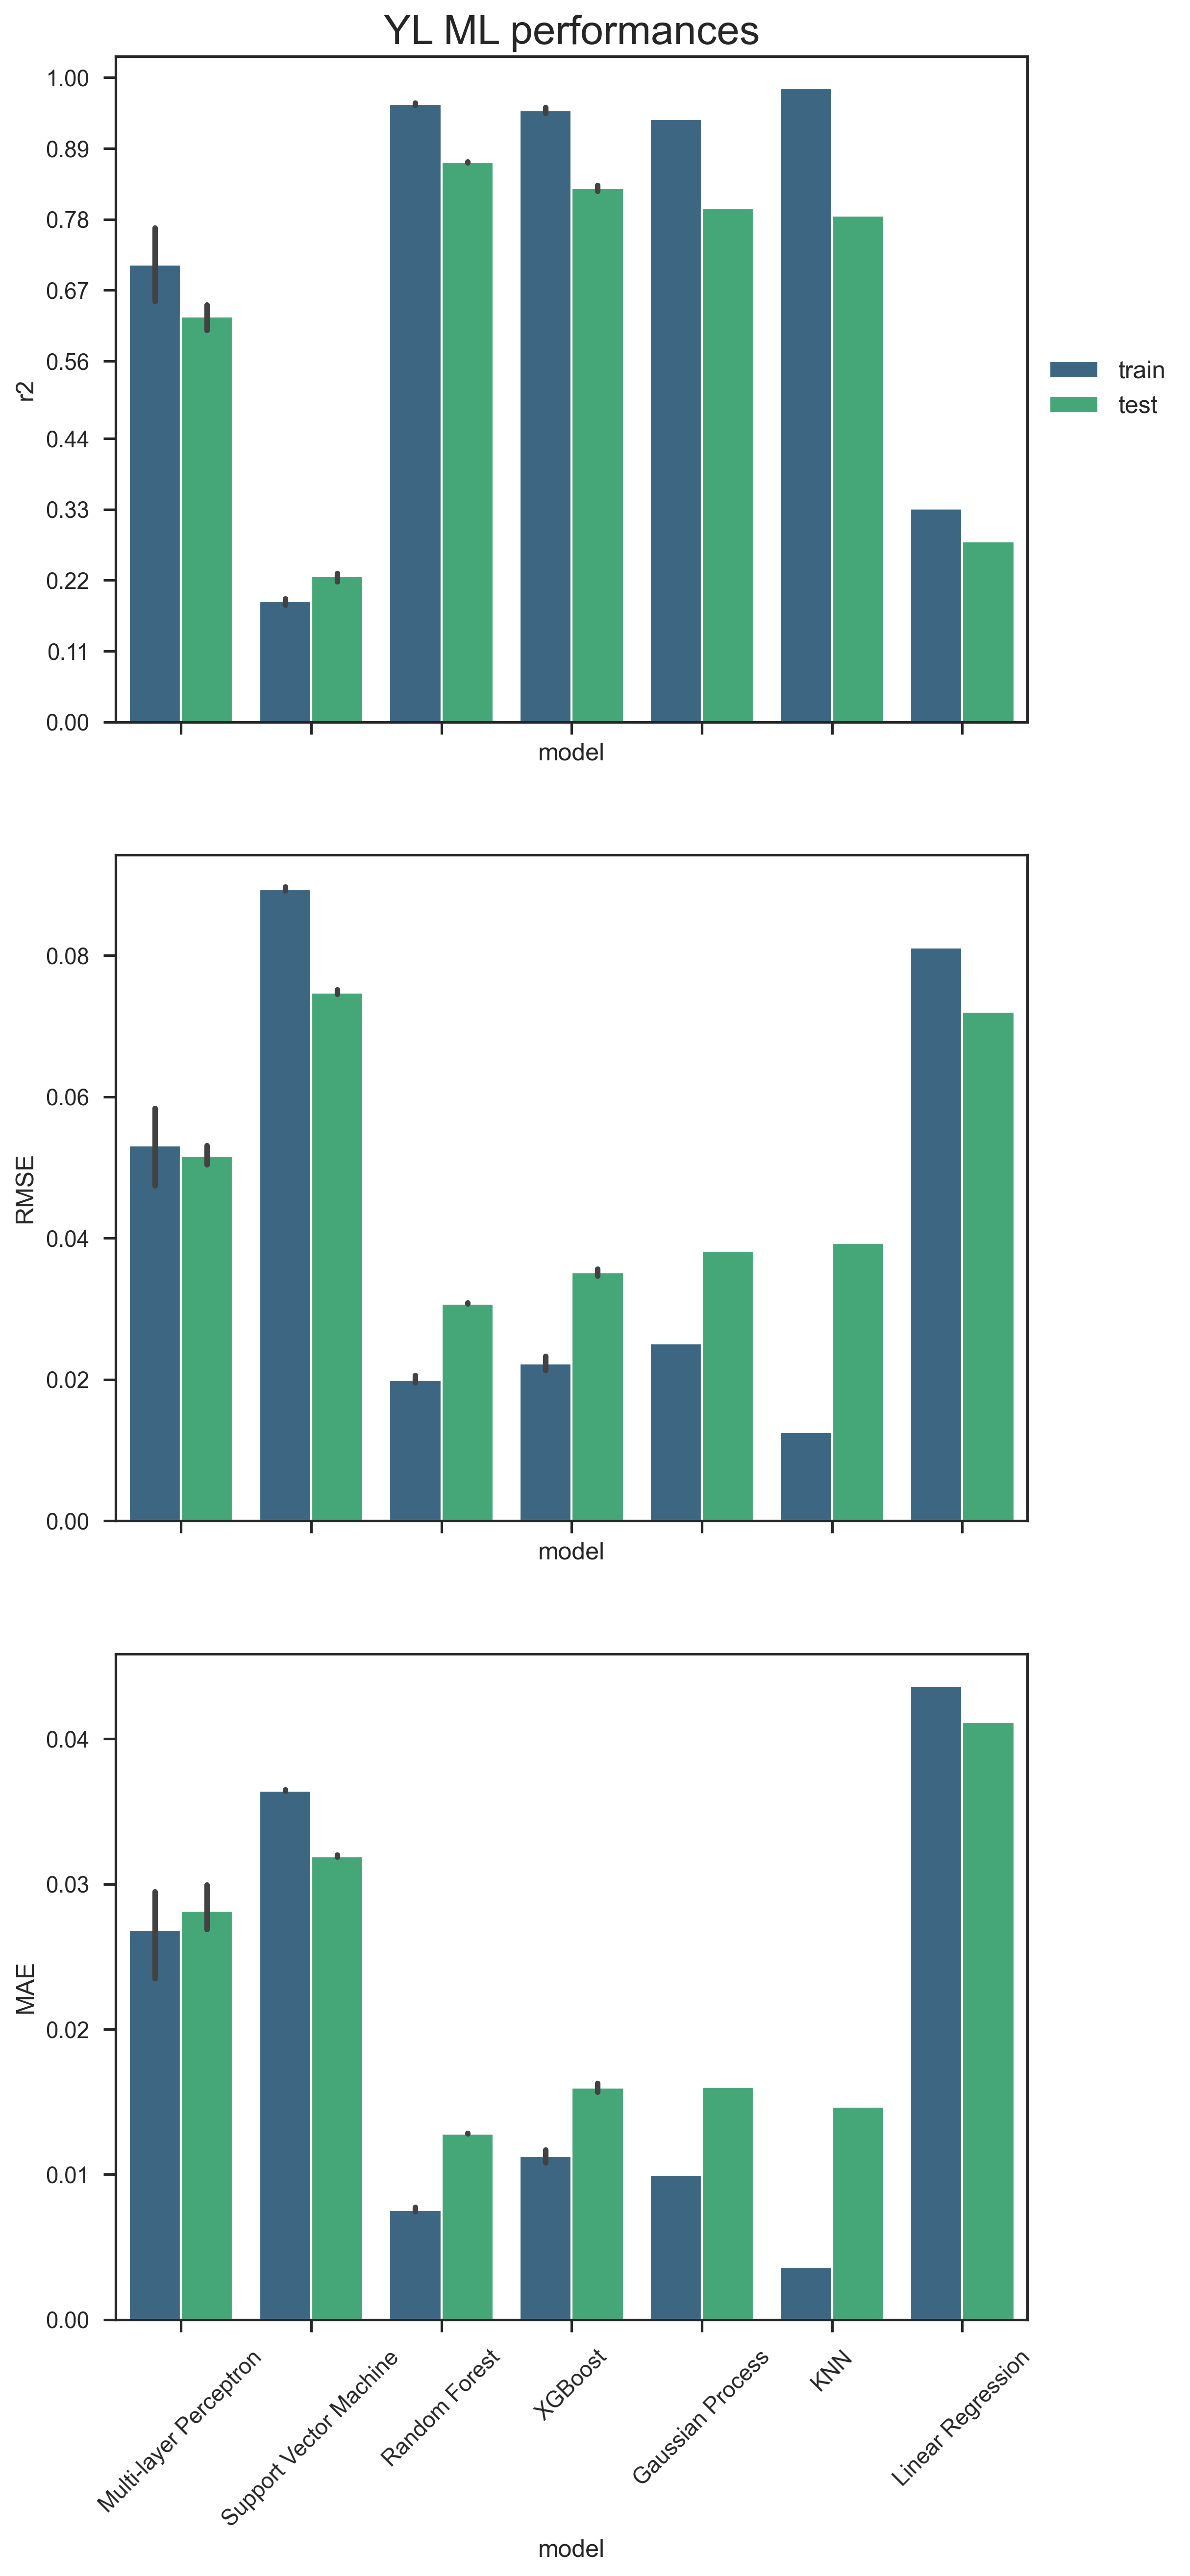 YL ML performances
1.00
0.89
0.78
0.67
0.56
0.44
0.33
0.22
0.11
0.00
r2
model
train
test
0.08
0.06
0.04
0.02
0.00
RMSE
model
0.04
0.03
0.02
0.01
0.00
MAE
Multi-layer Perceptron
Support Vector Machine
Random Forest
XGBoost
Gaussian Process
KNN
Linear Regression
model